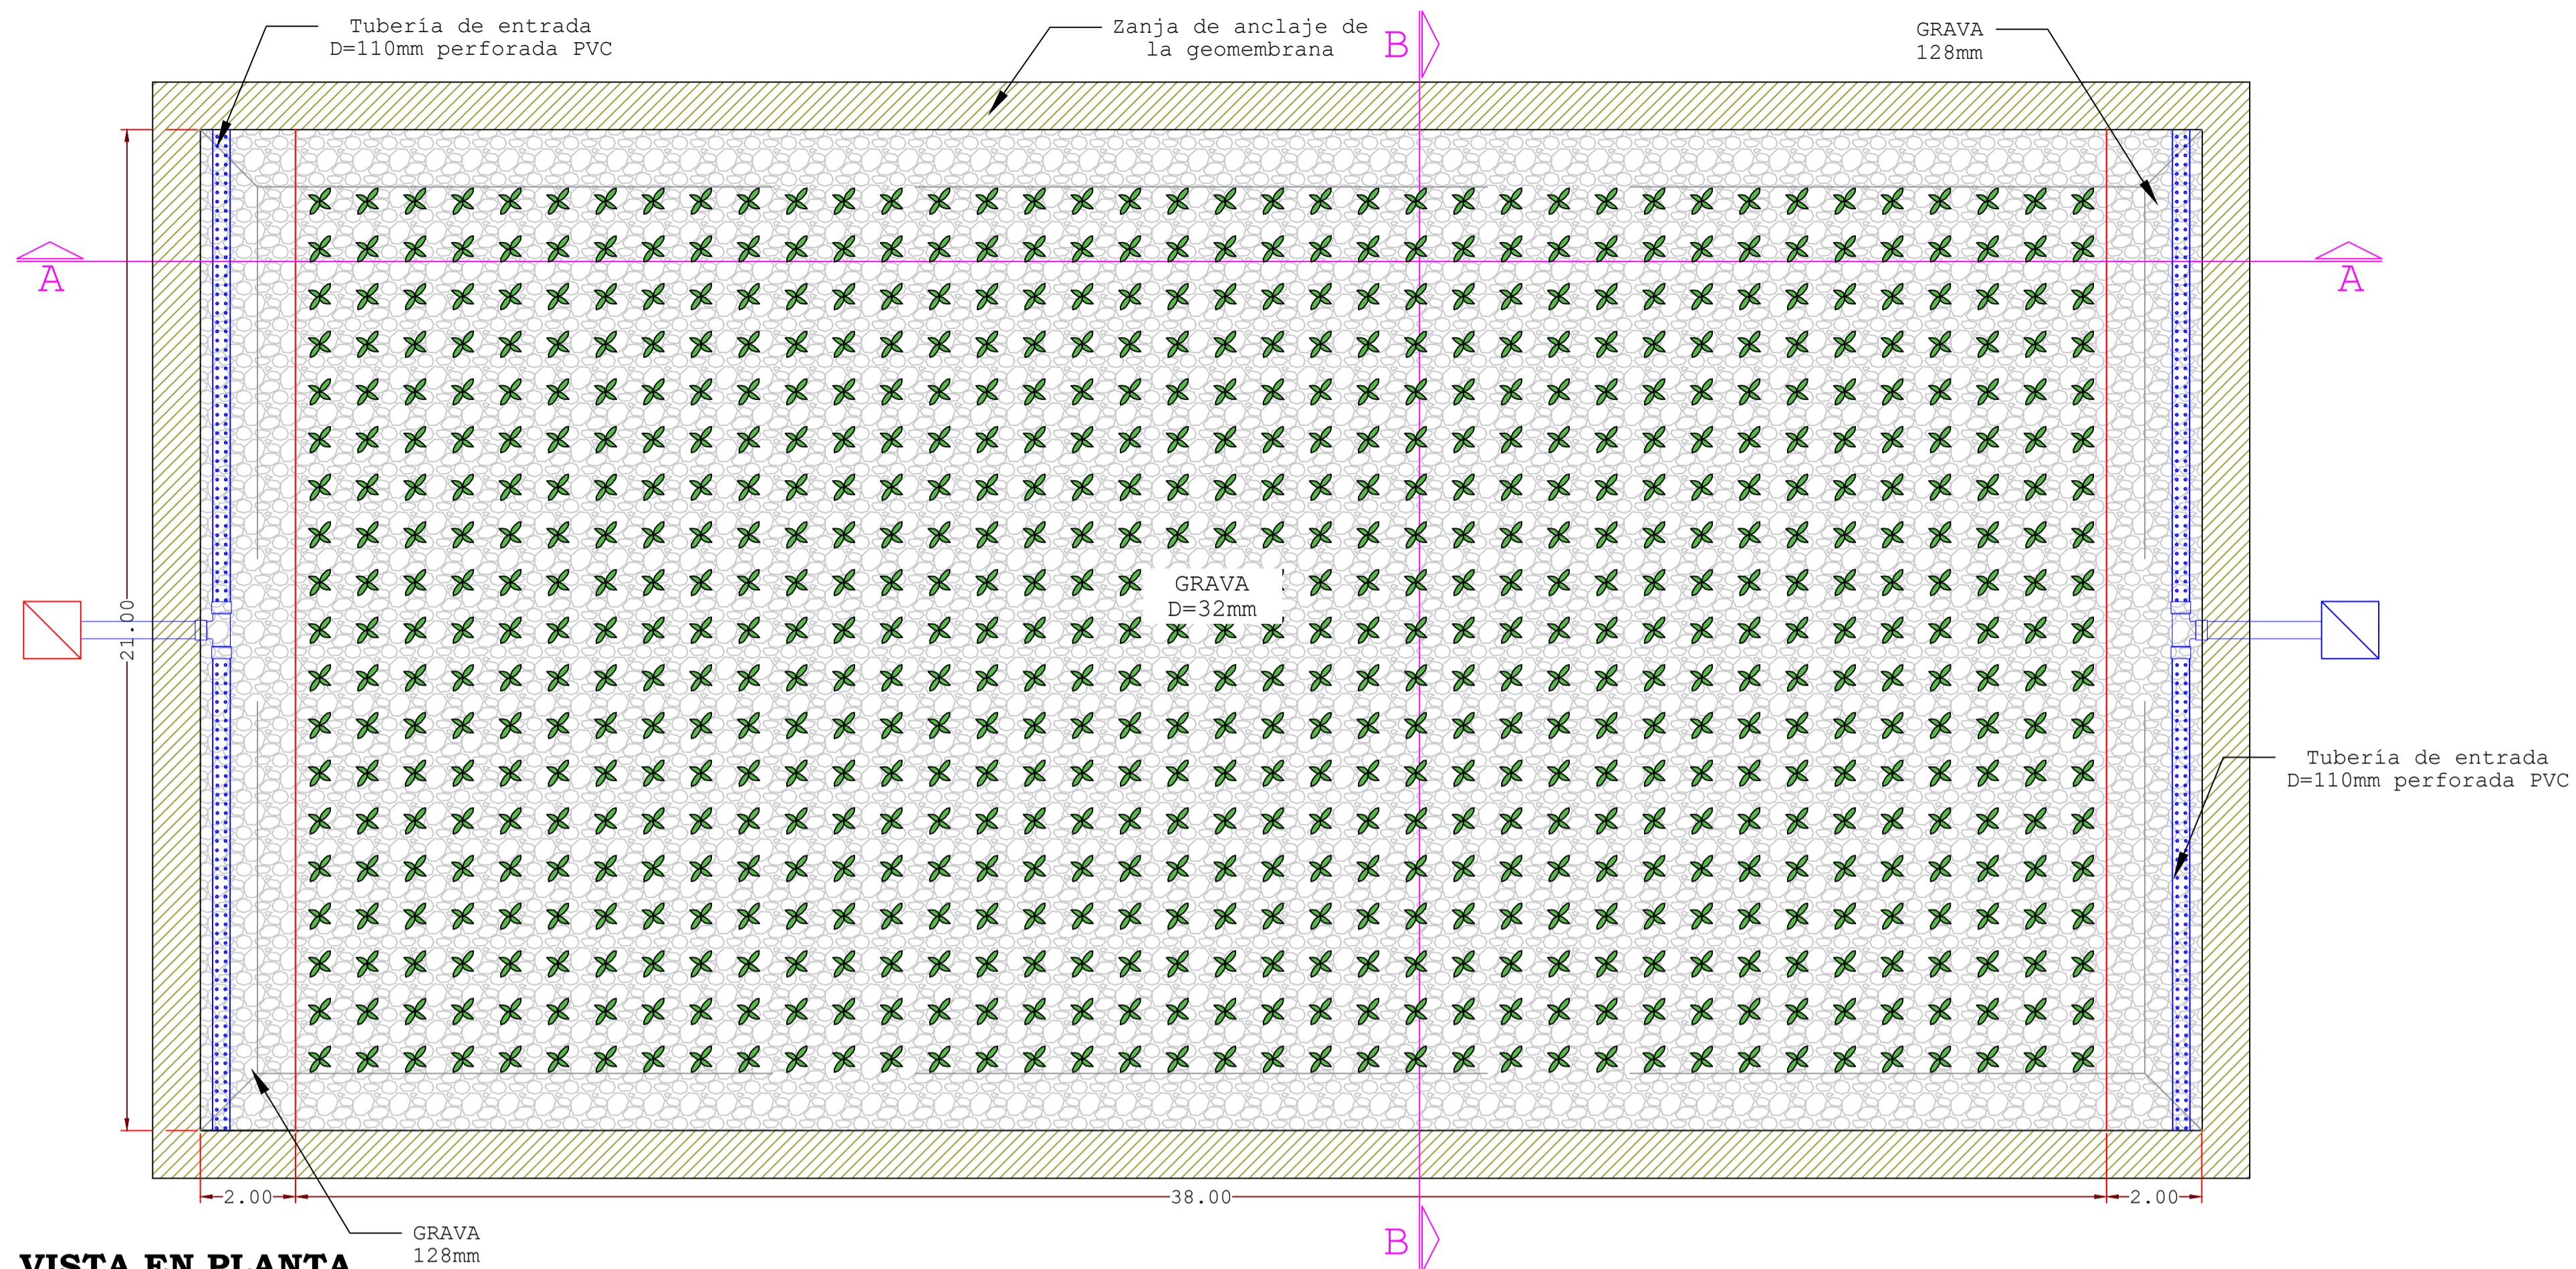 Tubería de entrada
D=110mm perforada PVC
Zanja de anclaje de
la geomembrana
B
GRAVA
128mm
A
A
GRAVA
D=32mm
21.00
Tubería de entrada
D=110mm perforada PVC
2.00
38.00
2.00
B
GRAVA
128mm
VISTA EN PLANTA